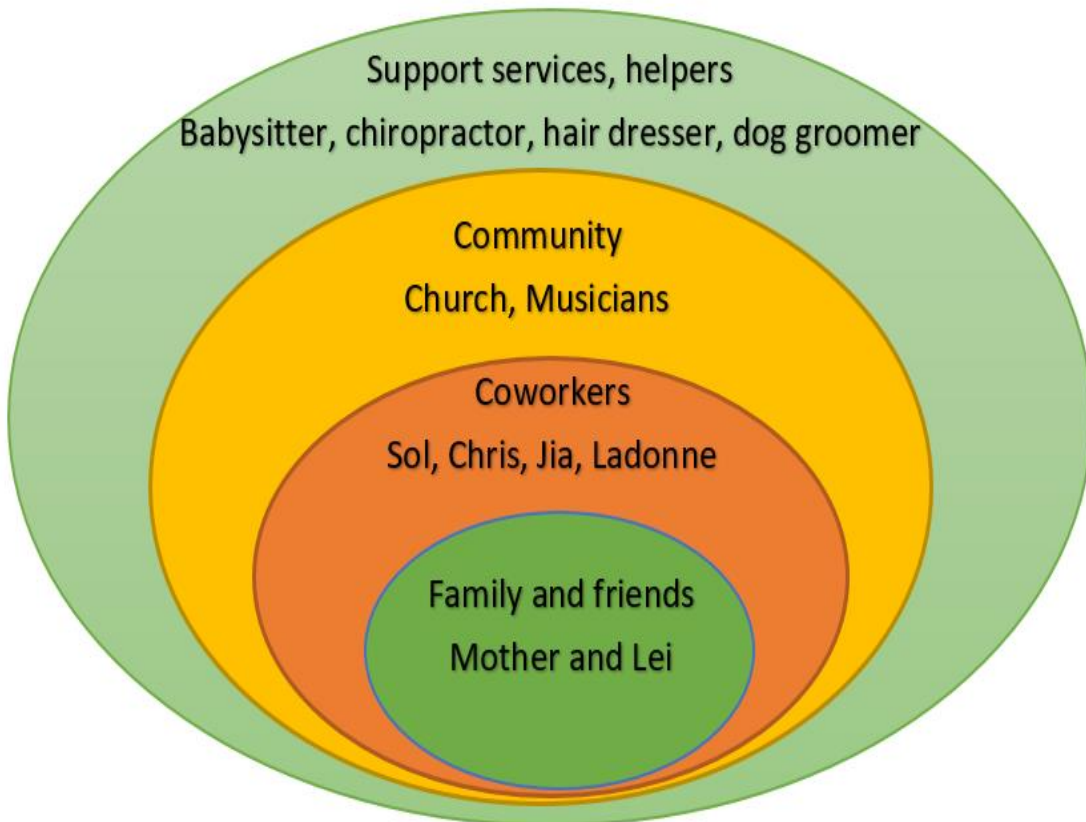 Support services, helpers
Babysitter, chiropractor, hair dresser, dog groomer
Community
Church, Musicians
Coworkers
Sol, Chris, Jia, Ladonne
Family and friends
Mother and Lei